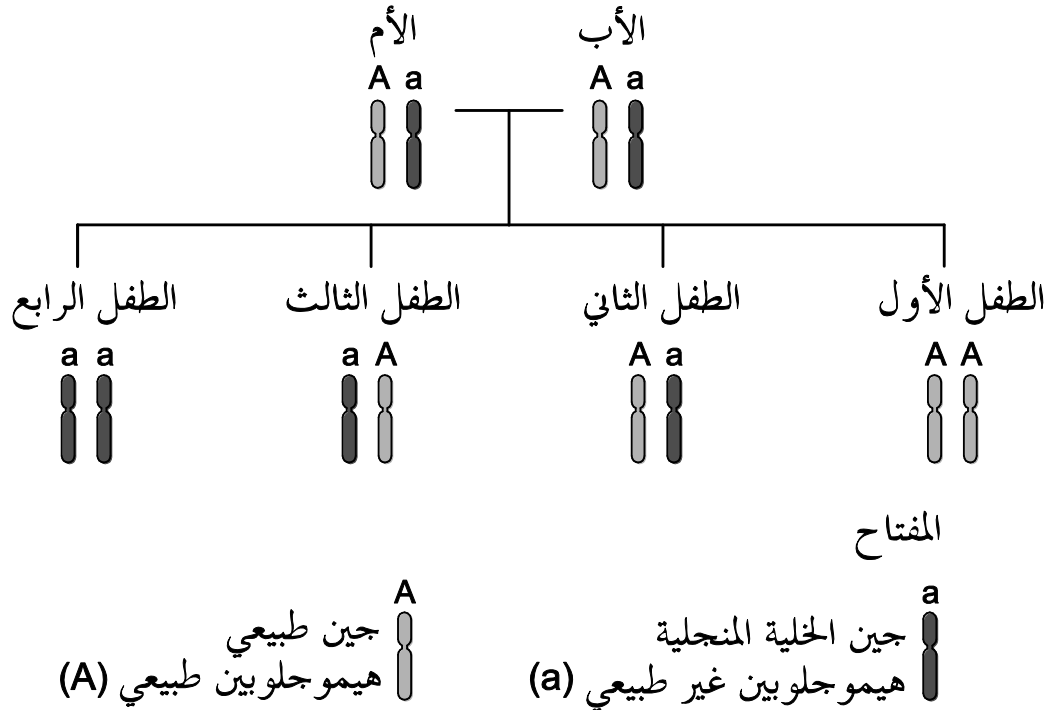 الأب
الأم
A a
A a
الطفل الأول
الطفل الثاني
الطفل الثالث
الطفل الرابع
A A
A a
a A
a a
المفتاح
a
جين الخلية المنجلية
هيموجلوبين غير طبيعي (a)
A
جين طبيعي
هيموجلوبين طبيعي (A)